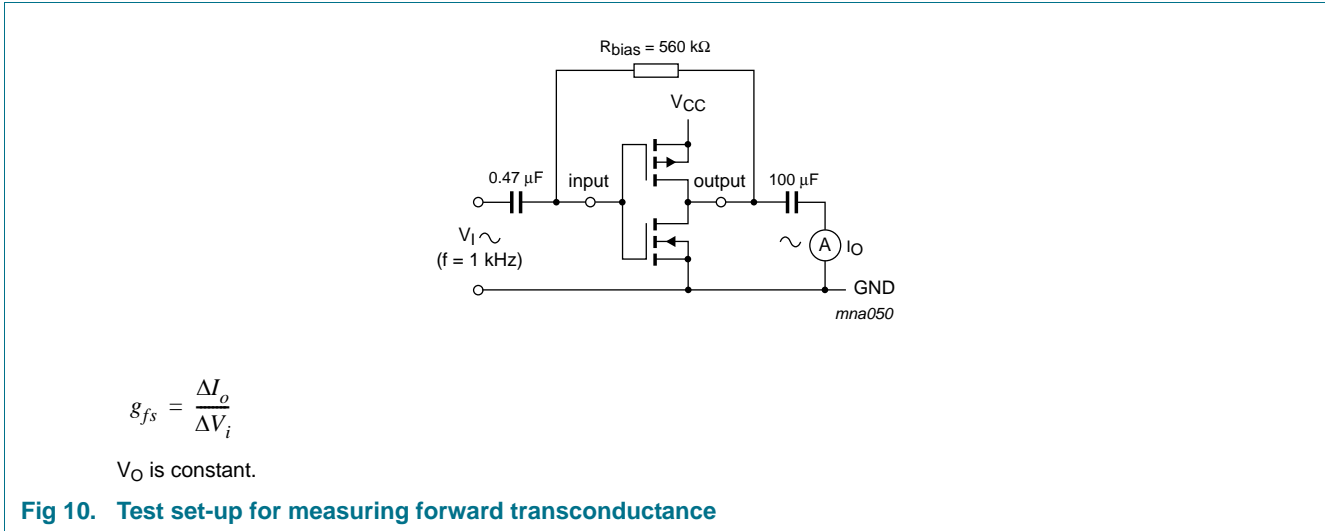 Rbias = 560 kΩ
VCC
0.47 μF
input
output
100 μF
VI
(f = 1 kHz)
A
IO
GND
mna050
gfs = ΔIo / ΔVi
VO is constant.
Fig 10. Test set-up for measuring forward transconductance